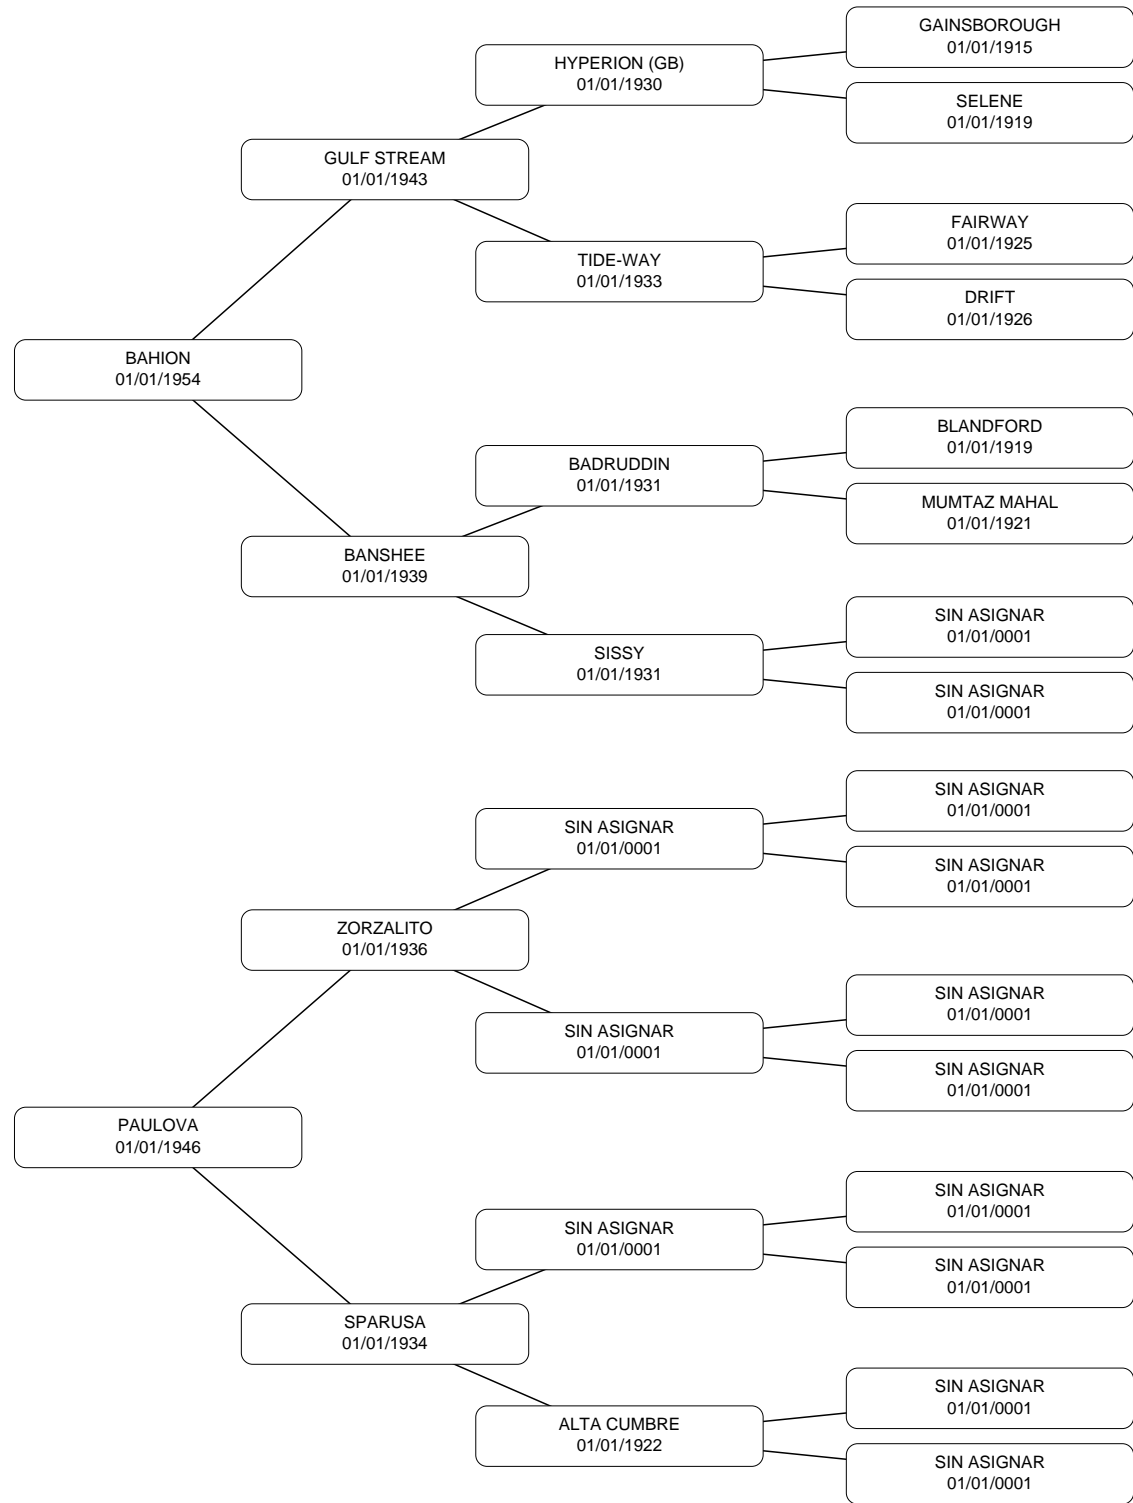 GAINSBOROUGH
01/01/1915
HYPERION (GB)
01/01/1930
SELENE
01/01/1919
GULF STREAM
01/01/1943
FAIRWAY
01/01/1925
TIDE-WAY
01/01/1933
DRIFT
01/01/1926
BAHION
01/01/1954
BLANDFORD
01/01/1919
BADRUDDIN
01/01/1931
MUMTAZ MAHAL
01/01/1921
BANSHEE
01/01/1939
SIN ASIGNAR
01/01/0001
SISSY
01/01/1931
SIN ASIGNAR
01/01/0001
SIN ASIGNAR
01/01/0001
SIN ASIGNAR
01/01/0001
SIN ASIGNAR
01/01/0001
ZORZALITO
01/01/1936
SIN ASIGNAR
01/01/0001
SIN ASIGNAR
01/01/0001
SIN ASIGNAR
01/01/0001
PAULOVA
01/01/1946
SIN ASIGNAR
01/01/0001
SIN ASIGNAR
01/01/0001
SIN ASIGNAR
01/01/0001
SPARUSA
01/01/1934
SIN ASIGNAR
01/01/0001
ALTA CUMBRE
01/01/1922
SIN ASIGNAR
01/01/0001